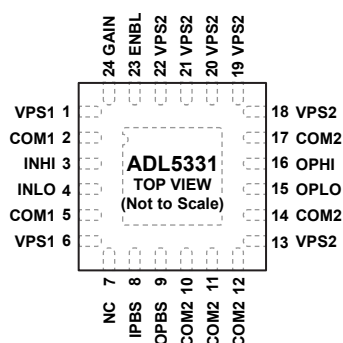 24 GAIN
23 ENBL
22 VPS2
21 VPS2
20 VPS2
19 VPS2
VPS1 1
COM1 2
INHI 3
INLO 4
COM1 5
VPS1 6
ADL5331
TOP VIEW
(Not to Scale)
18 VPS2
17 COM2
16 OPHI
15 OPLO
14 COM2
13 VPS2
NC 7
IPBS 8
OPBS 9
COM2 10
COM2 11
COM2 12